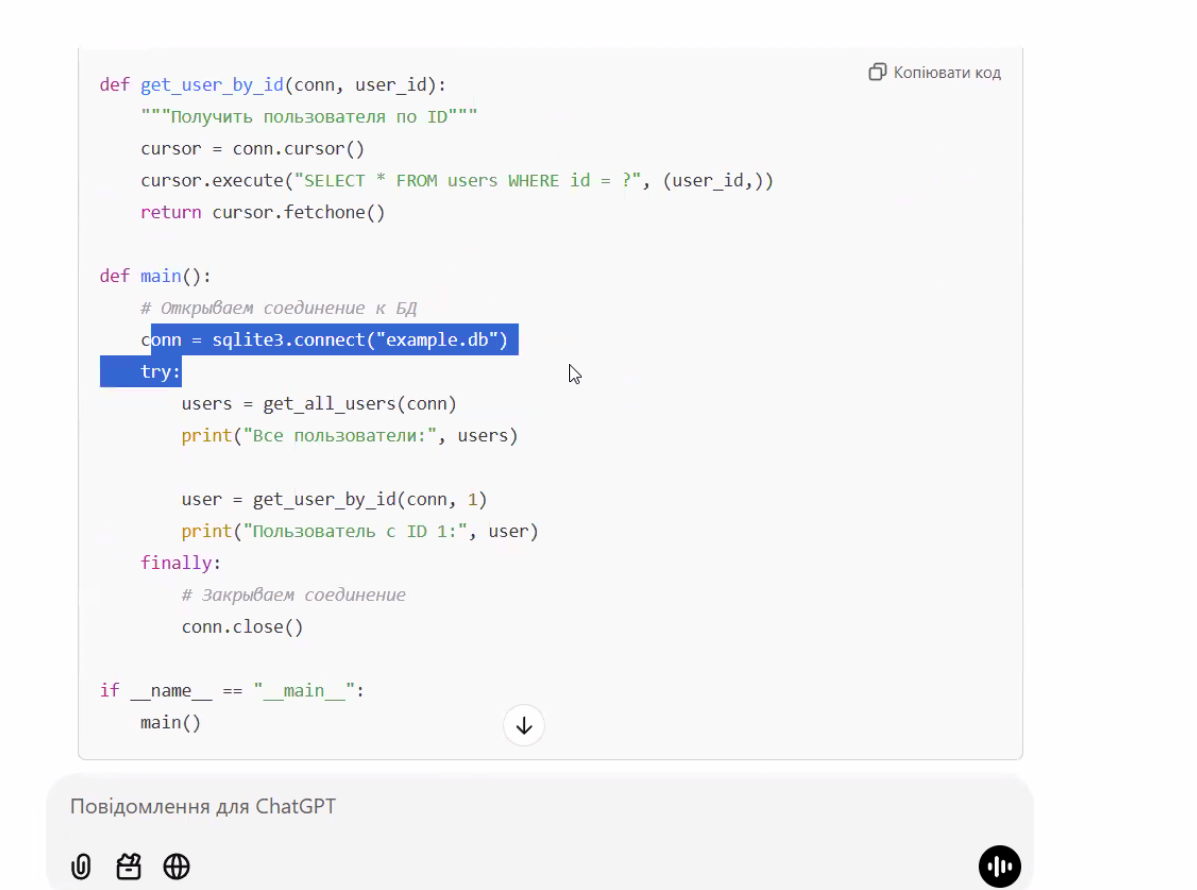 Копіювати код
def get_user_by_id(conn, user_id):
    """Получить пользователя по ID"""
    cursor = conn.cursor()
    cursor.execute("SELECT * FROM users WHERE id = ?", (user_id,))
    return cursor.fetchone()
def main():
    # Открываем соединение к БД
    conn = sqlite3.connect("example.db")
    try:
        users = get_all_users(conn)
        print("Все пользователи:", users)
        user = get_user_by_id(conn, 1)
        print("Пользователь с ID 1:", user)
    finally:
        # Закрываем соединение
        conn.close()
if __name__ == "__main__":
    main()
Повідомлення для ChatGPT